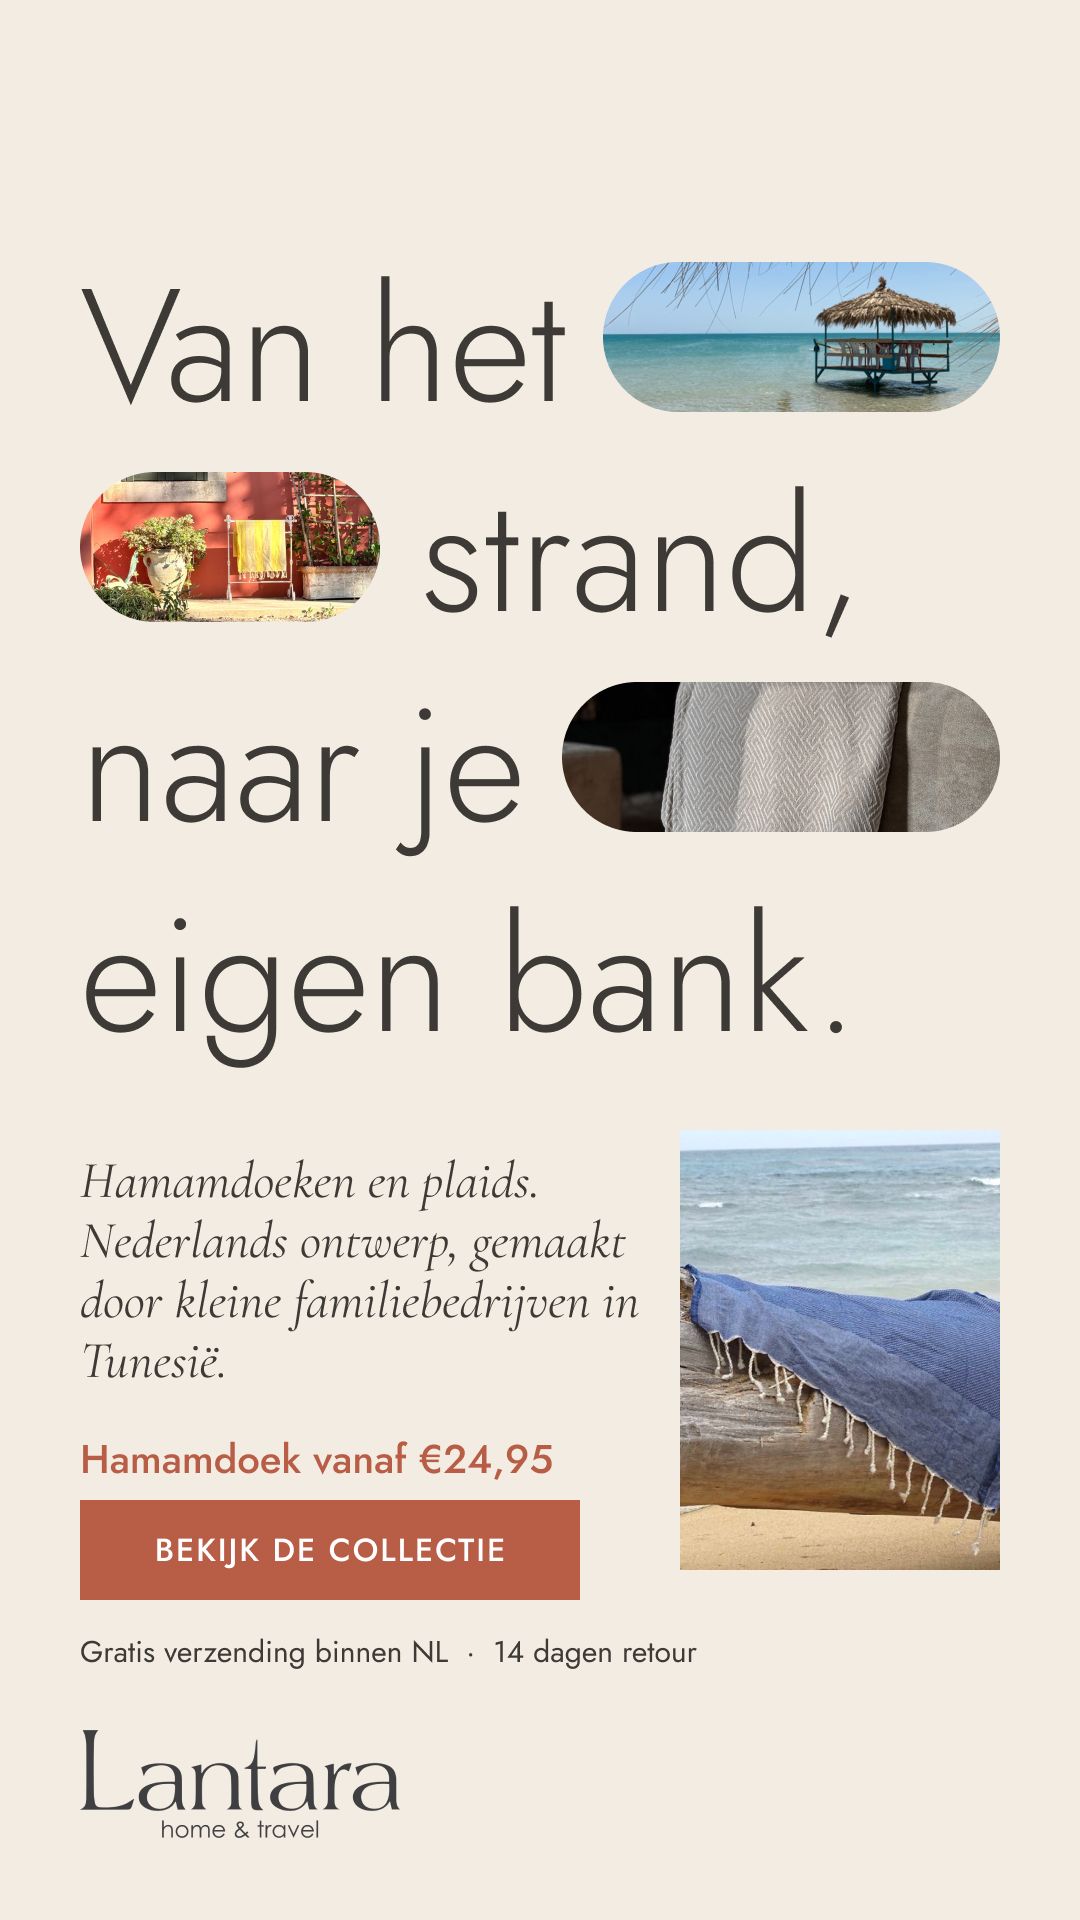 Van het
strand,
naar je
eigen bank.
Hamamdoeken en plaids.
Nederlands ontwerp, gemaakt
door kleine familiebedrijven in
Tunesië.
Hamamdoek vanaf €24,95
BEKIJK DE COLLECTIE
Gratis verzending binnen NL · 14 dagen retour
Lantara
home & travel